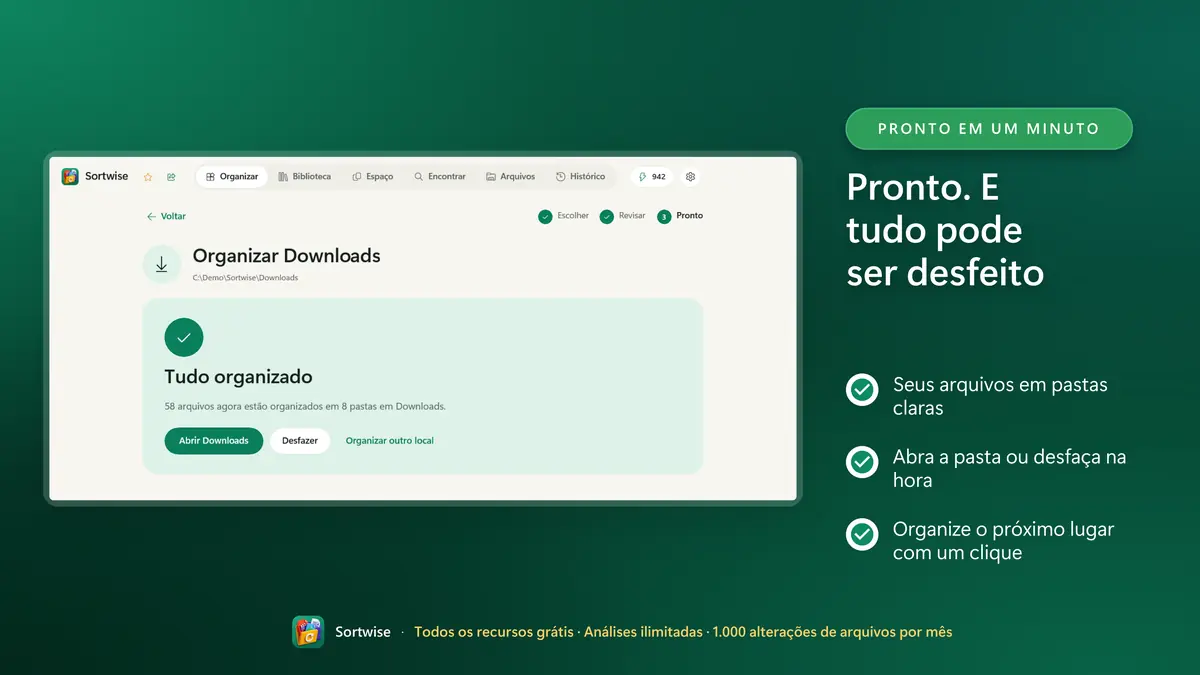 Sortwise
Organizar
Biblioteca
Espaço
Encontrar
Arquivos
Histórico
942
Voltar
Escolher
Revisar
3
Pronto
Organizar Downloads
C:\Demo\Sortwise\Downloads
Tudo organizado
58 arquivos agora estão organizados em 8 pastas em Downloads.
Abrir Downloads
Desfazer
Organizar outro local
PRONTO EM UM MINUTO
Pronto. E
tudo pode
ser desfeito
Seus arquivos em pastas
claras
Abra a pasta ou desfaça na
hora
Organize o próximo lugar
com um clique
Sortwise · Todos os recursos grátis · Análises ilimitadas · 1.000 alterações de arquivos por mês